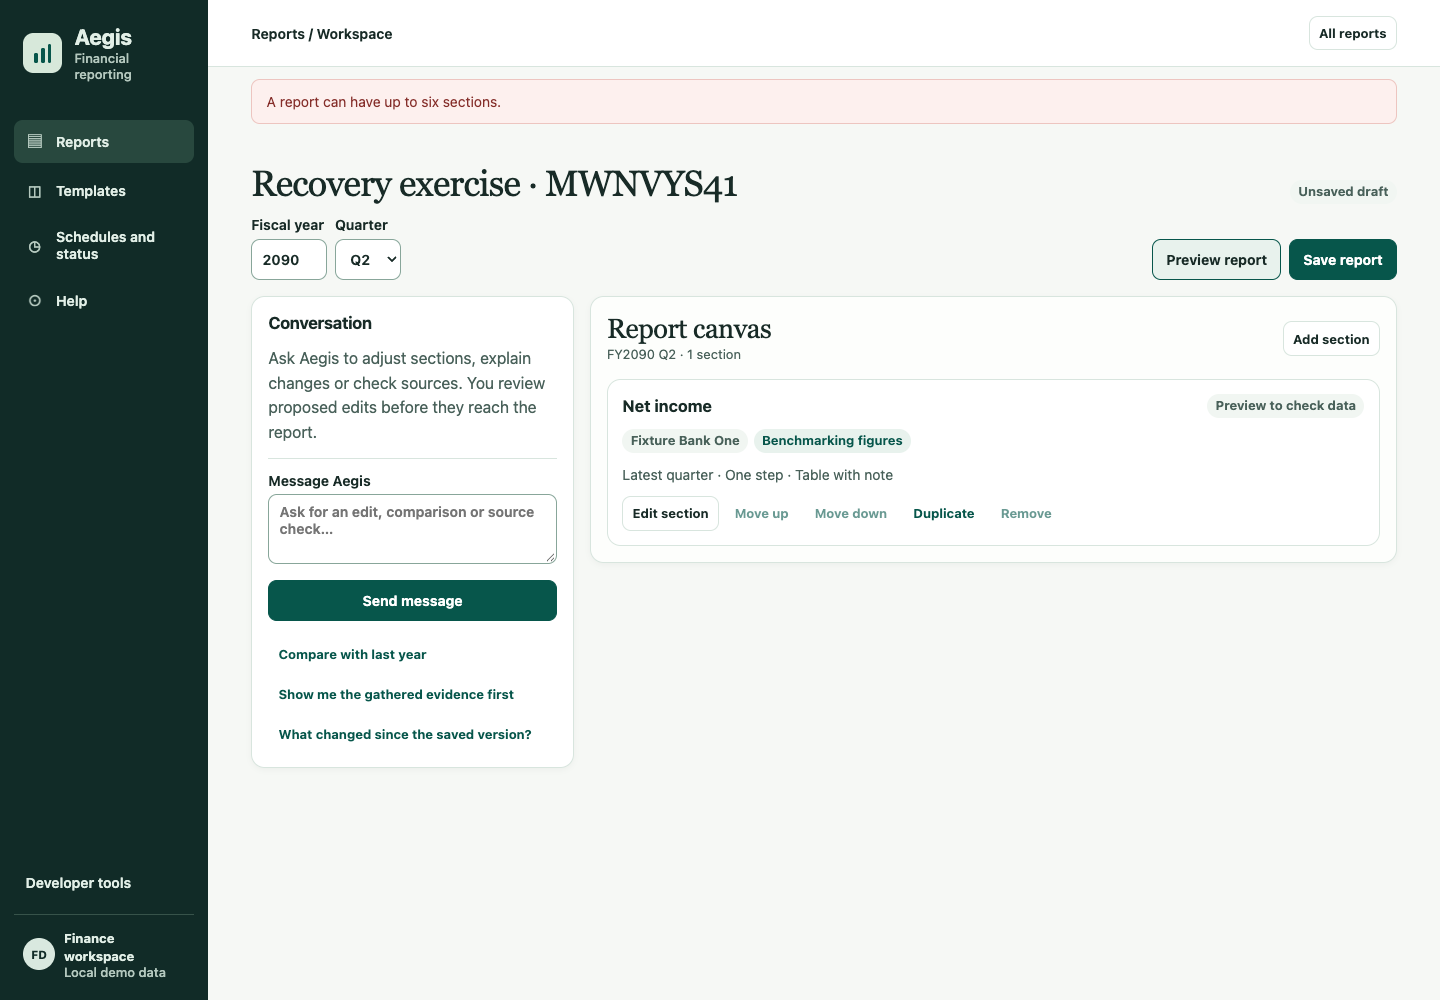 Aegis
Financial
reporting
Reports
Templates
Schedules and
status
Help
Developer tools
FD
Finance
workspace
Local demo data
Reports / Workspace
All reports
A report can have up to six sections.
Recovery exercise · MWNVYS41
Unsaved draft
Fiscal year Quarter
2090 Q2
Preview report
Save report
Conversation
Ask Aegis to adjust sections, explain
changes or check sources. You review
proposed edits before they reach the
report.
Message Aegis
Ask for an edit, comparison or source
check...
Send message
Compare with last year
Show me the gathered evidence first
What changed since the saved version?
Report canvas
FY2090 Q2 · 1 section
Add section
Net income
Preview to check data
Fixture Bank One Benchmarking figures
Latest quarter · One step · Table with note
Edit section Move up Move down Duplicate Remove